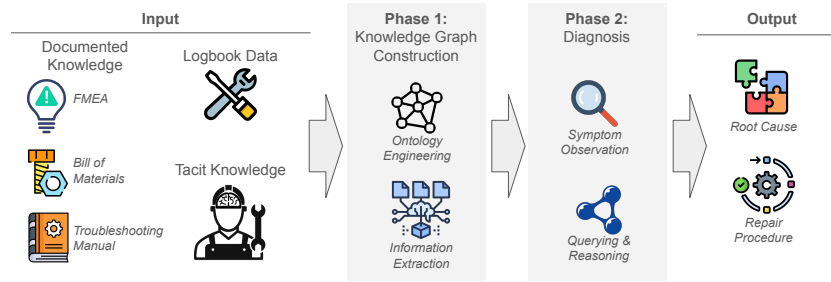 Input
Documented
Knowledge
FMEA
Bill of
Materials
Troubleshooting
Manual
Logbook Data
Tacit Knowledge
Phase 1:
Knowledge Graph
Construction
Ontology
Engineering
Information
Extraction
Phase 2:
Diagnosis
Symptom
Observation
Querying &
Reasoning
Output
Root Cause
Repair
Procedure